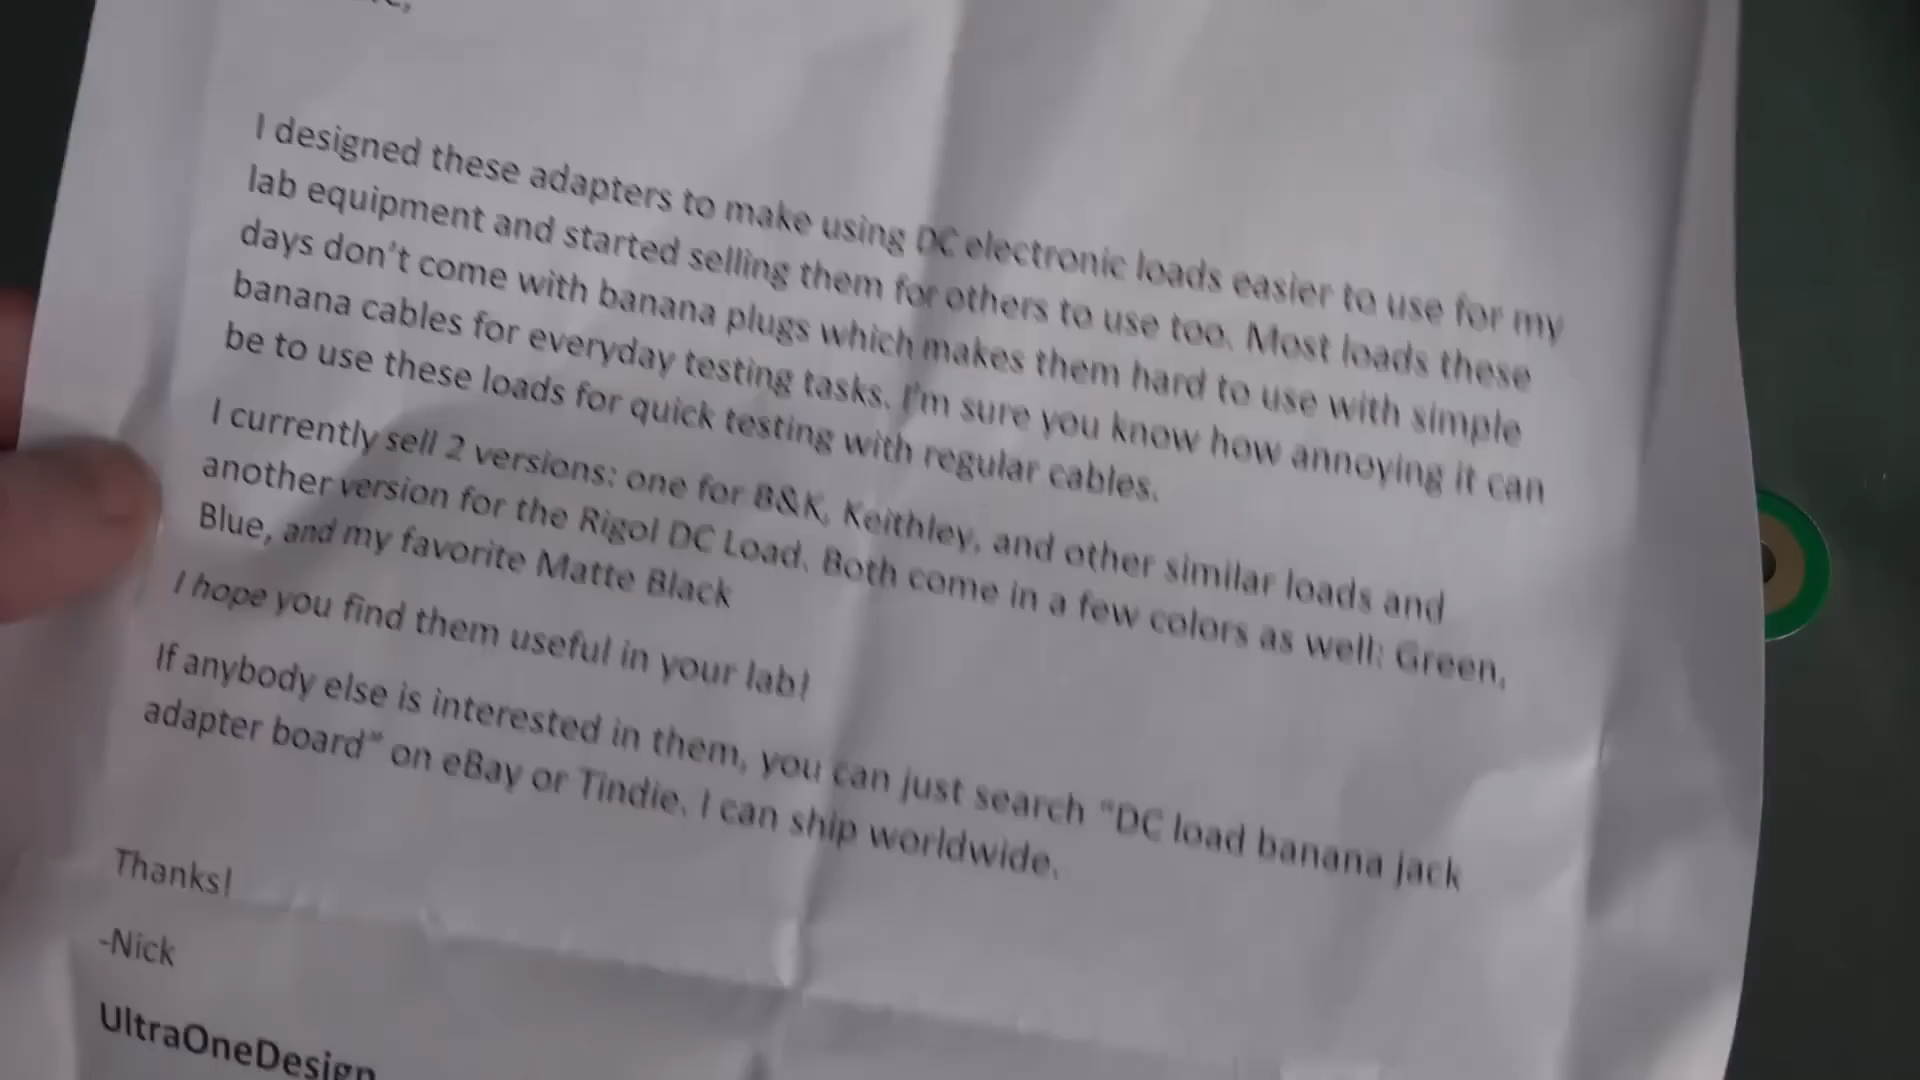 I designed these adapters to make using DC electronic loads easier to use for my
lab equipment and started selling them for others to use too. Most loads these
days don't come with banana plugs which makes them hard to use with simple
banana cables for everyday testing tasks. I'm sure you know how annoying it can
be to use these loads for quick testing with regular cables.
I currently sell 2 versions: one for B&K, Keithley, and other similar loads and
another version for the Rigol DC Load. Both come in a few colors as well: Green,
Blue, and my favorite Matte Black
I hope you find them useful in your lab!
If anybody else is interested in them, you can just search “DC load banana jack
adapter board” on eBay or Tindie. I can ship worldwide.
Thanks!
-Nick
UltraOneDesign